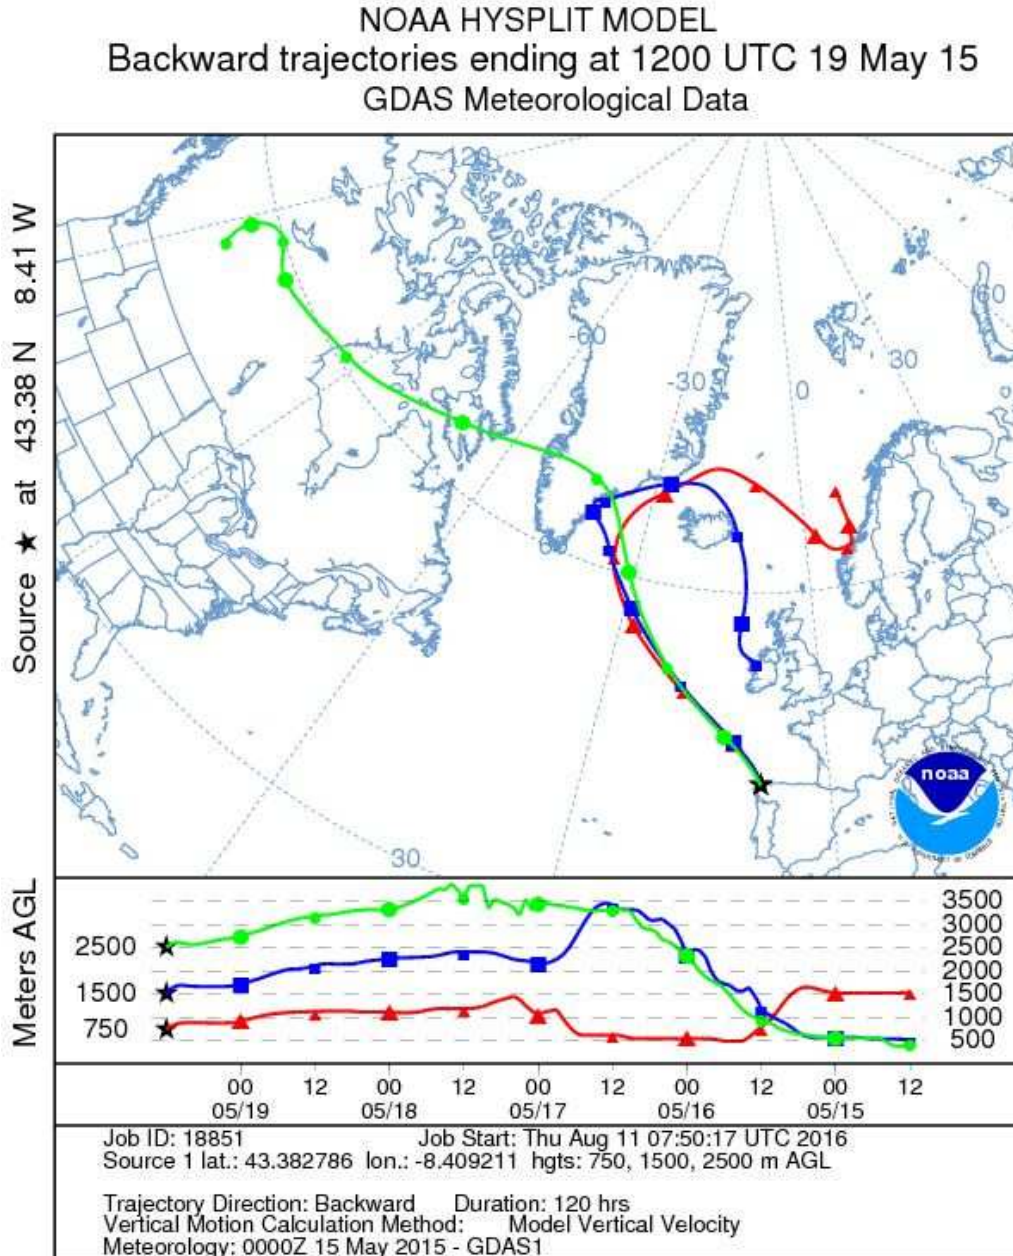 NOAA HYSPLIT MODEL
Backward trajectories ending at 1200 UTC 19 May 15
GDAS Meteorological Data
Source ★ at 43.38 N 8.41 W
60
-60
30
-30
0
60
noaa
30
Meters AGL
3500
3000
2500 2500
2000
1500 1500
1000
750 500
00 12 00 12 00 12 00 12 00 12
05/19 05/18 05/17 05/16 05/15
Job ID: 18851 Job Start: Thu Aug 11 07:50:17 UTC 2016
Source 1 lat.: 43.382786 lon.: -8.409211 hgts: 750, 1500, 2500 m AGL
Trajectory Direction: Backward Duration: 120 hrs
Vertical Motion Calculation Method: Model Vertical Velocity
Meteorology: 0000Z 15 May 2015 - GDAS1